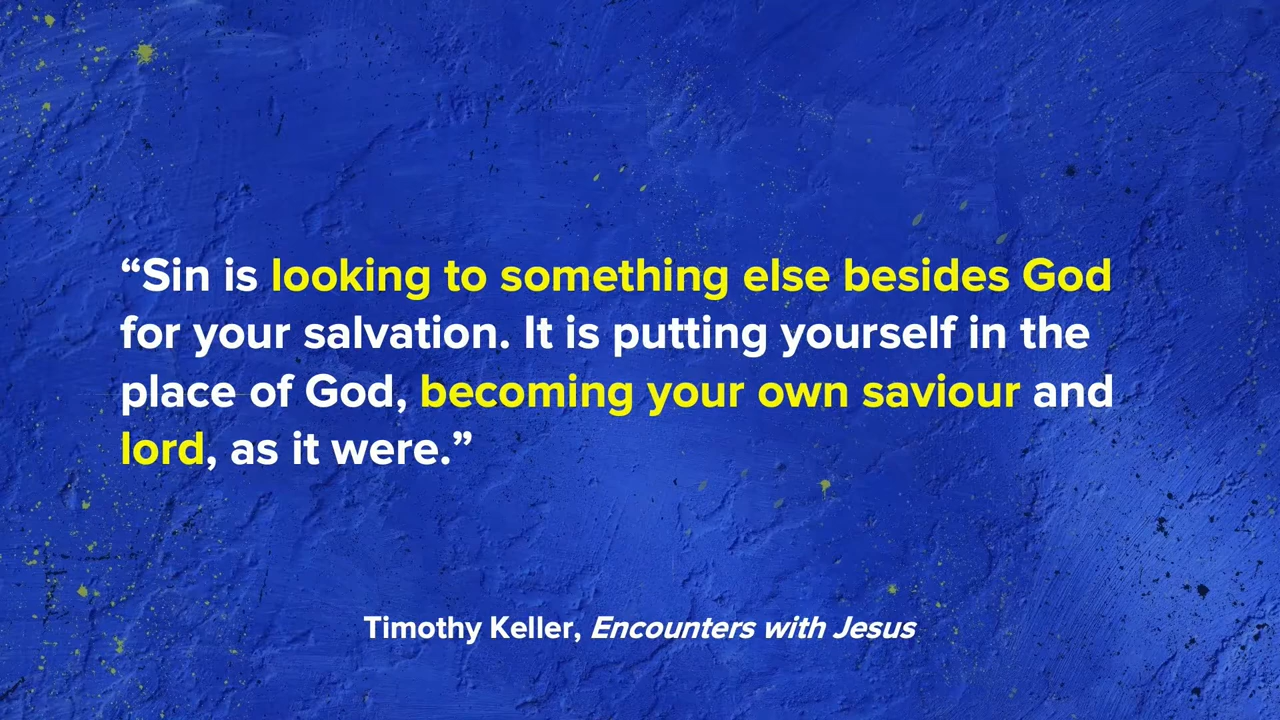 “Sin is looking to something else besides God
for your salvation. It is putting yourself in the
place of God, becoming your own saviour and
lord, as it were.”
Timothy Keller, Encounters with Jesus